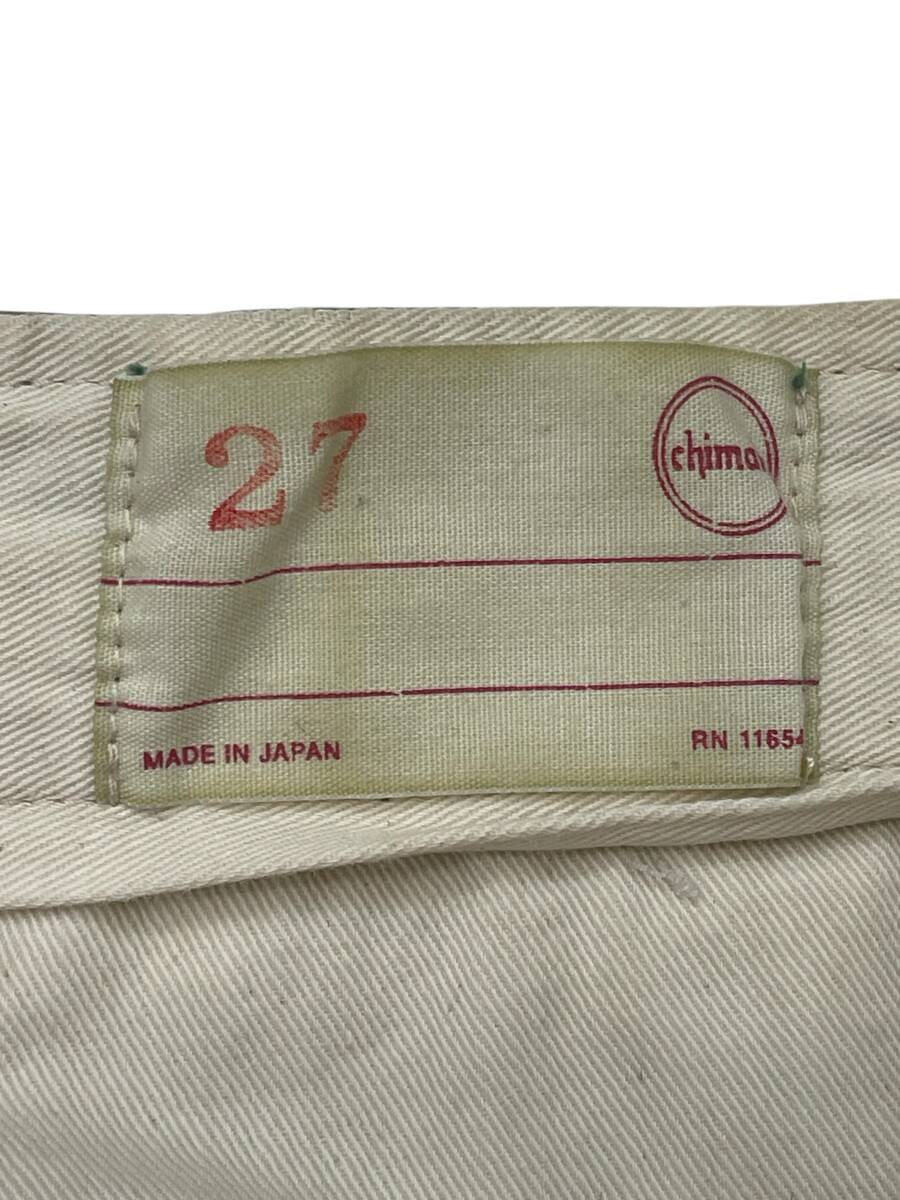 27
chimala
MADE IN JAPAN
RN 11654